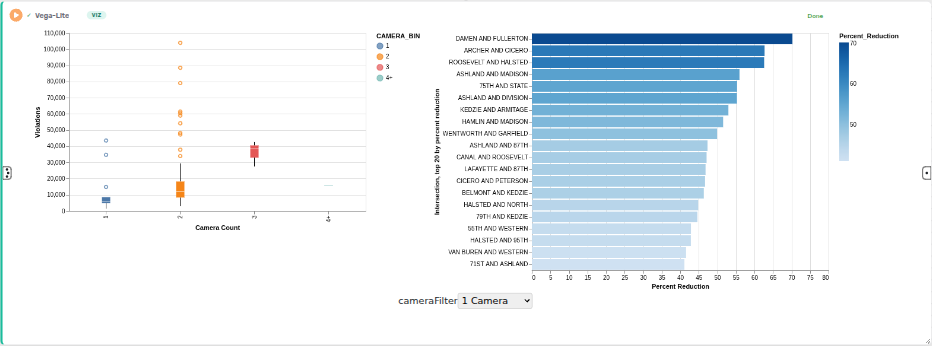 Vega-Lite VIZ Done
110,000
100,000
90,000
80,000
70,000
60,000
50,000
40,000
30,000
20,000
10,000
0
Violations
1 2 3 4+
Camera Count
CAMERA_BIN
1
2
3
4+
Intersection, top 20 by percent reduction
DAMEN AND FULLERTON
ARCHER AND CICERO
ROOSEVELT AND HALSTED
ASHLAND AND MADISON
75TH AND STATE
ASHLAND AND DIVISION
KEDZIE AND ARMITAGE
HAMLIN AND MADISON
WENTWORTH AND GARFIELD
ASHLAND AND 87TH
CANAL AND ROOSEVELT
LAFAYETTE AND 87TH
CICERO AND PETERSON
BELMONT AND KEDZIE
HALSTED AND NORTH
79TH AND KEDZIE
55TH AND WESTERN
HALSTED AND 95TH
VAN BUREN AND WESTERN
71ST AND ASHLAND
0 5 10 15 20 25 30 35 40 45 50 55 60 65 70 75 80
Percent Reduction
Percent_Reduction
70
60
50
cameraFilter 1 Camera